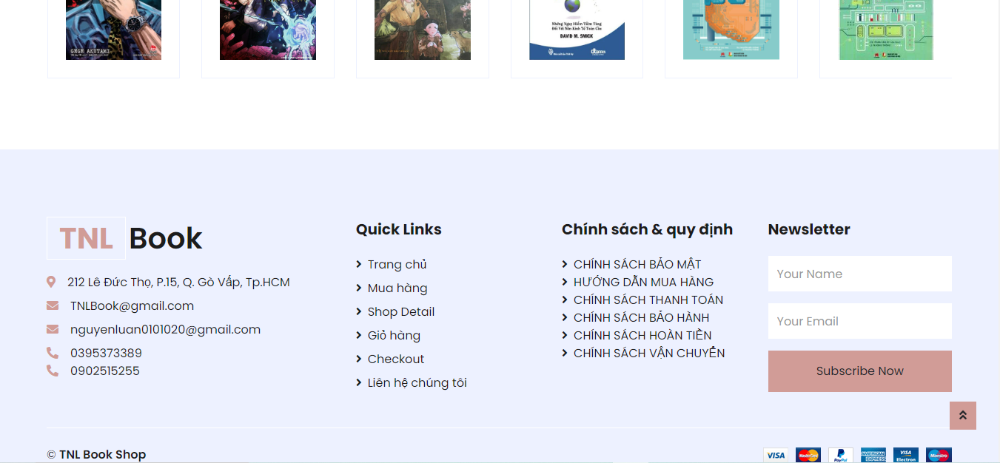 GEGE AKUTAMI
Những Nguy Hiểm Tiềm Tàng
Đối Với Nền Kinh Tế Toàn Cầu
DAVID M. SMICK
TNL Book
212 Lê Đức Thọ, P.15, Q. Gò Vấp, Tp.HCM
TNLBook@gmail.com
nguyenluan0101020@gmail.com
0395373389
0902515255
Quick Links
Trang chủ
Mua hàng
Shop Detail
Giỏ hàng
Checkout
Liên hệ chúng tôi
Chính sách & quy định
CHÍNH SÁCH BẢO MẬT
HƯỚNG DẪN MUA HÀNG
CHÍNH SÁCH THANH TOÁN
CHÍNH SÁCH BẢO HÀNH
CHÍNH SÁCH HOÀN TIỀN
CHÍNH SÁCH VẬN CHUYỂN
Newsletter
Your Name
Your Email
Subscribe Now
© TNL Book Shop
VISA
MasterCard
PayPal
AMERICAN EXPRESS
VISA Electron
Maestro